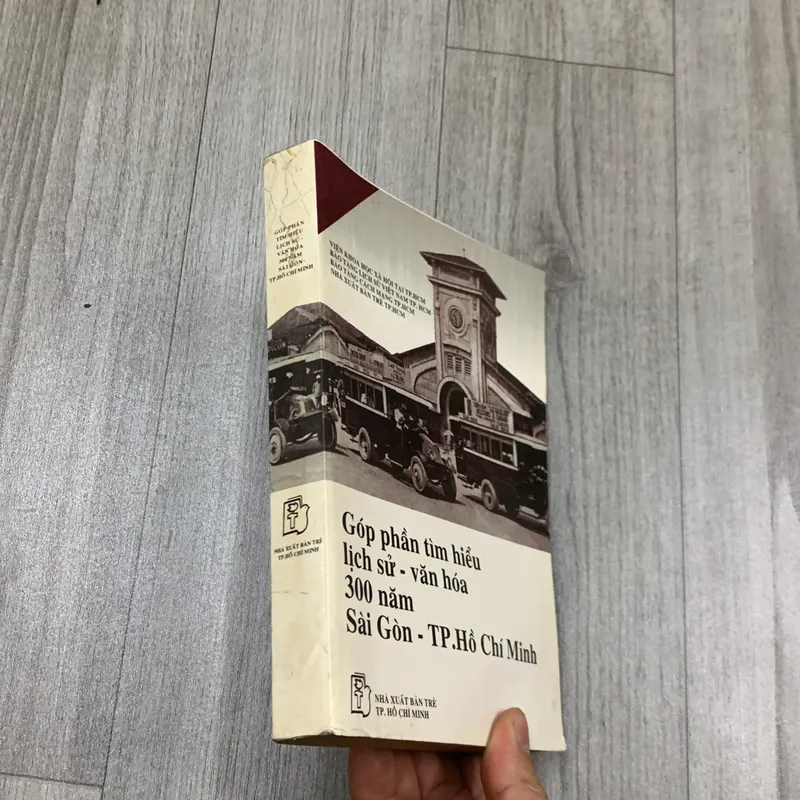 GÓP PHẦN
TÌM HIỂU
LỊCH SỬ -
VĂN HÓA
300 NĂM
SÀI GÒN -
TP.HỒ CHÍ MINH
NHÀ XUẤT BẢN TRẺ
TP.HỒ CHÍ MINH
VIỆN KHOA HỌC XÃ HỘI TẠI TP.HCM
BẢO TÀNG LỊCH SỬ VIỆT NAM TP. HCM
BẢO TÀNG CÁCH MẠNG TP.HCM
NHÀ XUẤT BẢN TRẺ TP.HCM
Góp phần tìm hiểu
lịch sử - văn hóa
300 năm
Sài Gòn - TP.Hồ Chí Minh
NHÀ XUẤT BẢN TRẺ
TP. HỒ CHÍ MINH